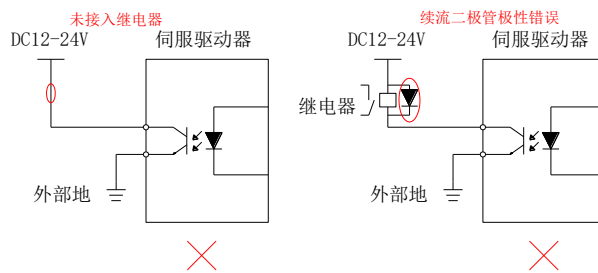 未接入继电器
DC12-24V
伺服驱动器
外部地
续流二极管极性错误
DC12-24V
伺服驱动器
继电器
外部地